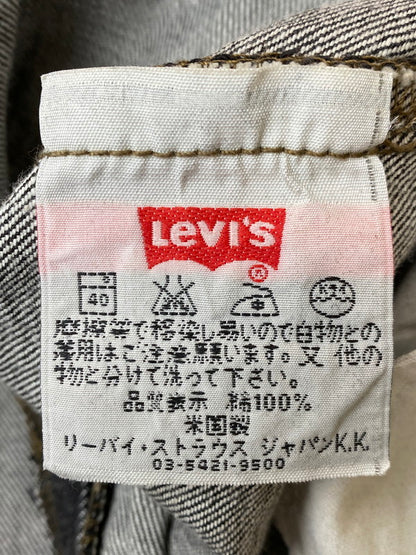 Levi's
®
40
摩擦等で移染し易いので白物との
着用はご注意願います。又 他の
物と分けて洗って下さい。
品質表示 綿100%
米国製
リーバイ・ストラウス ジャパンK.K.
03-5421-9500